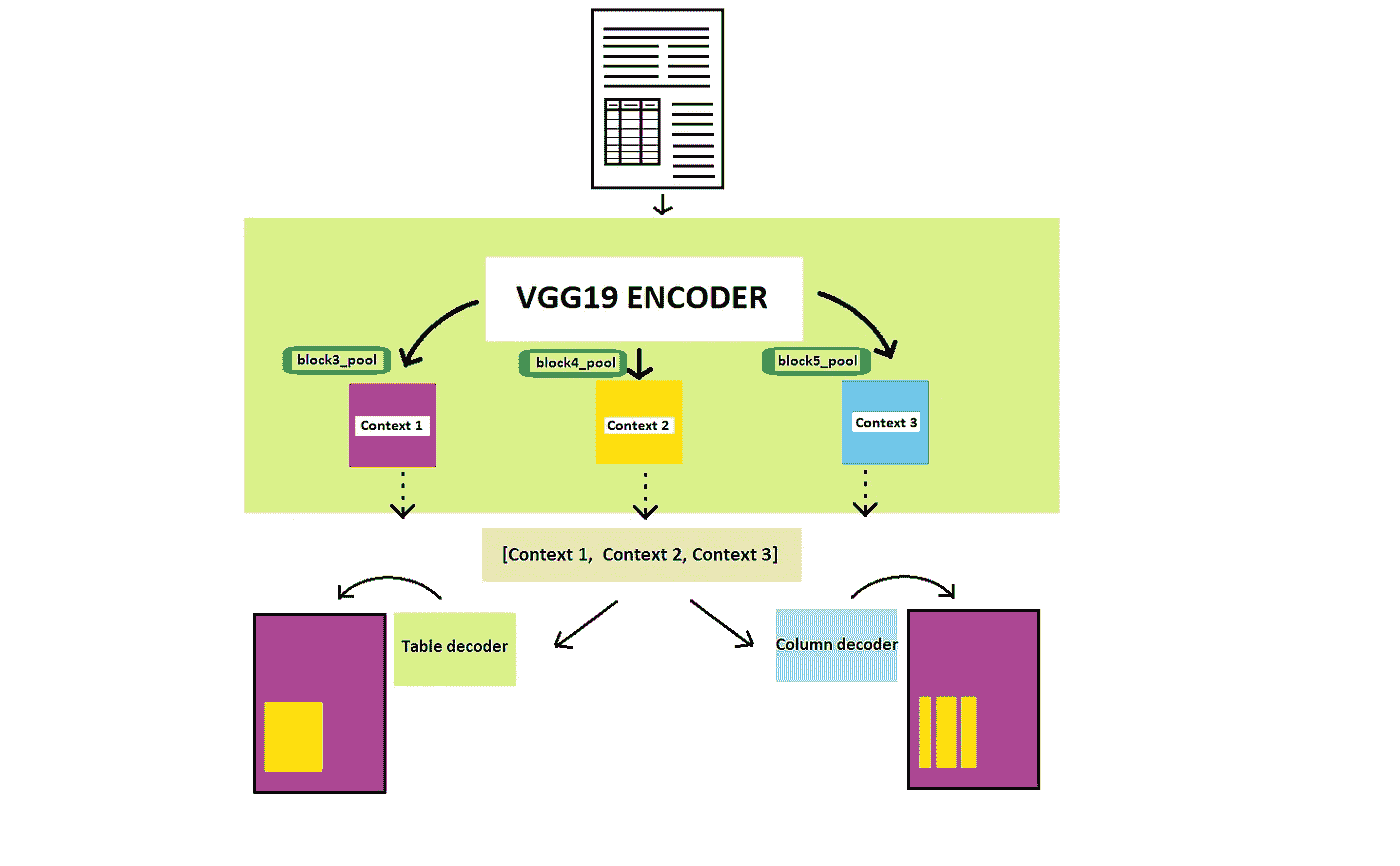 VGG19 ENCODER
block3_pool
block4_pool
block5_pool
Context 1
Context 2
Context 3
[Context 1,  Context 2, Context 3]
Table decoder
Column decoder